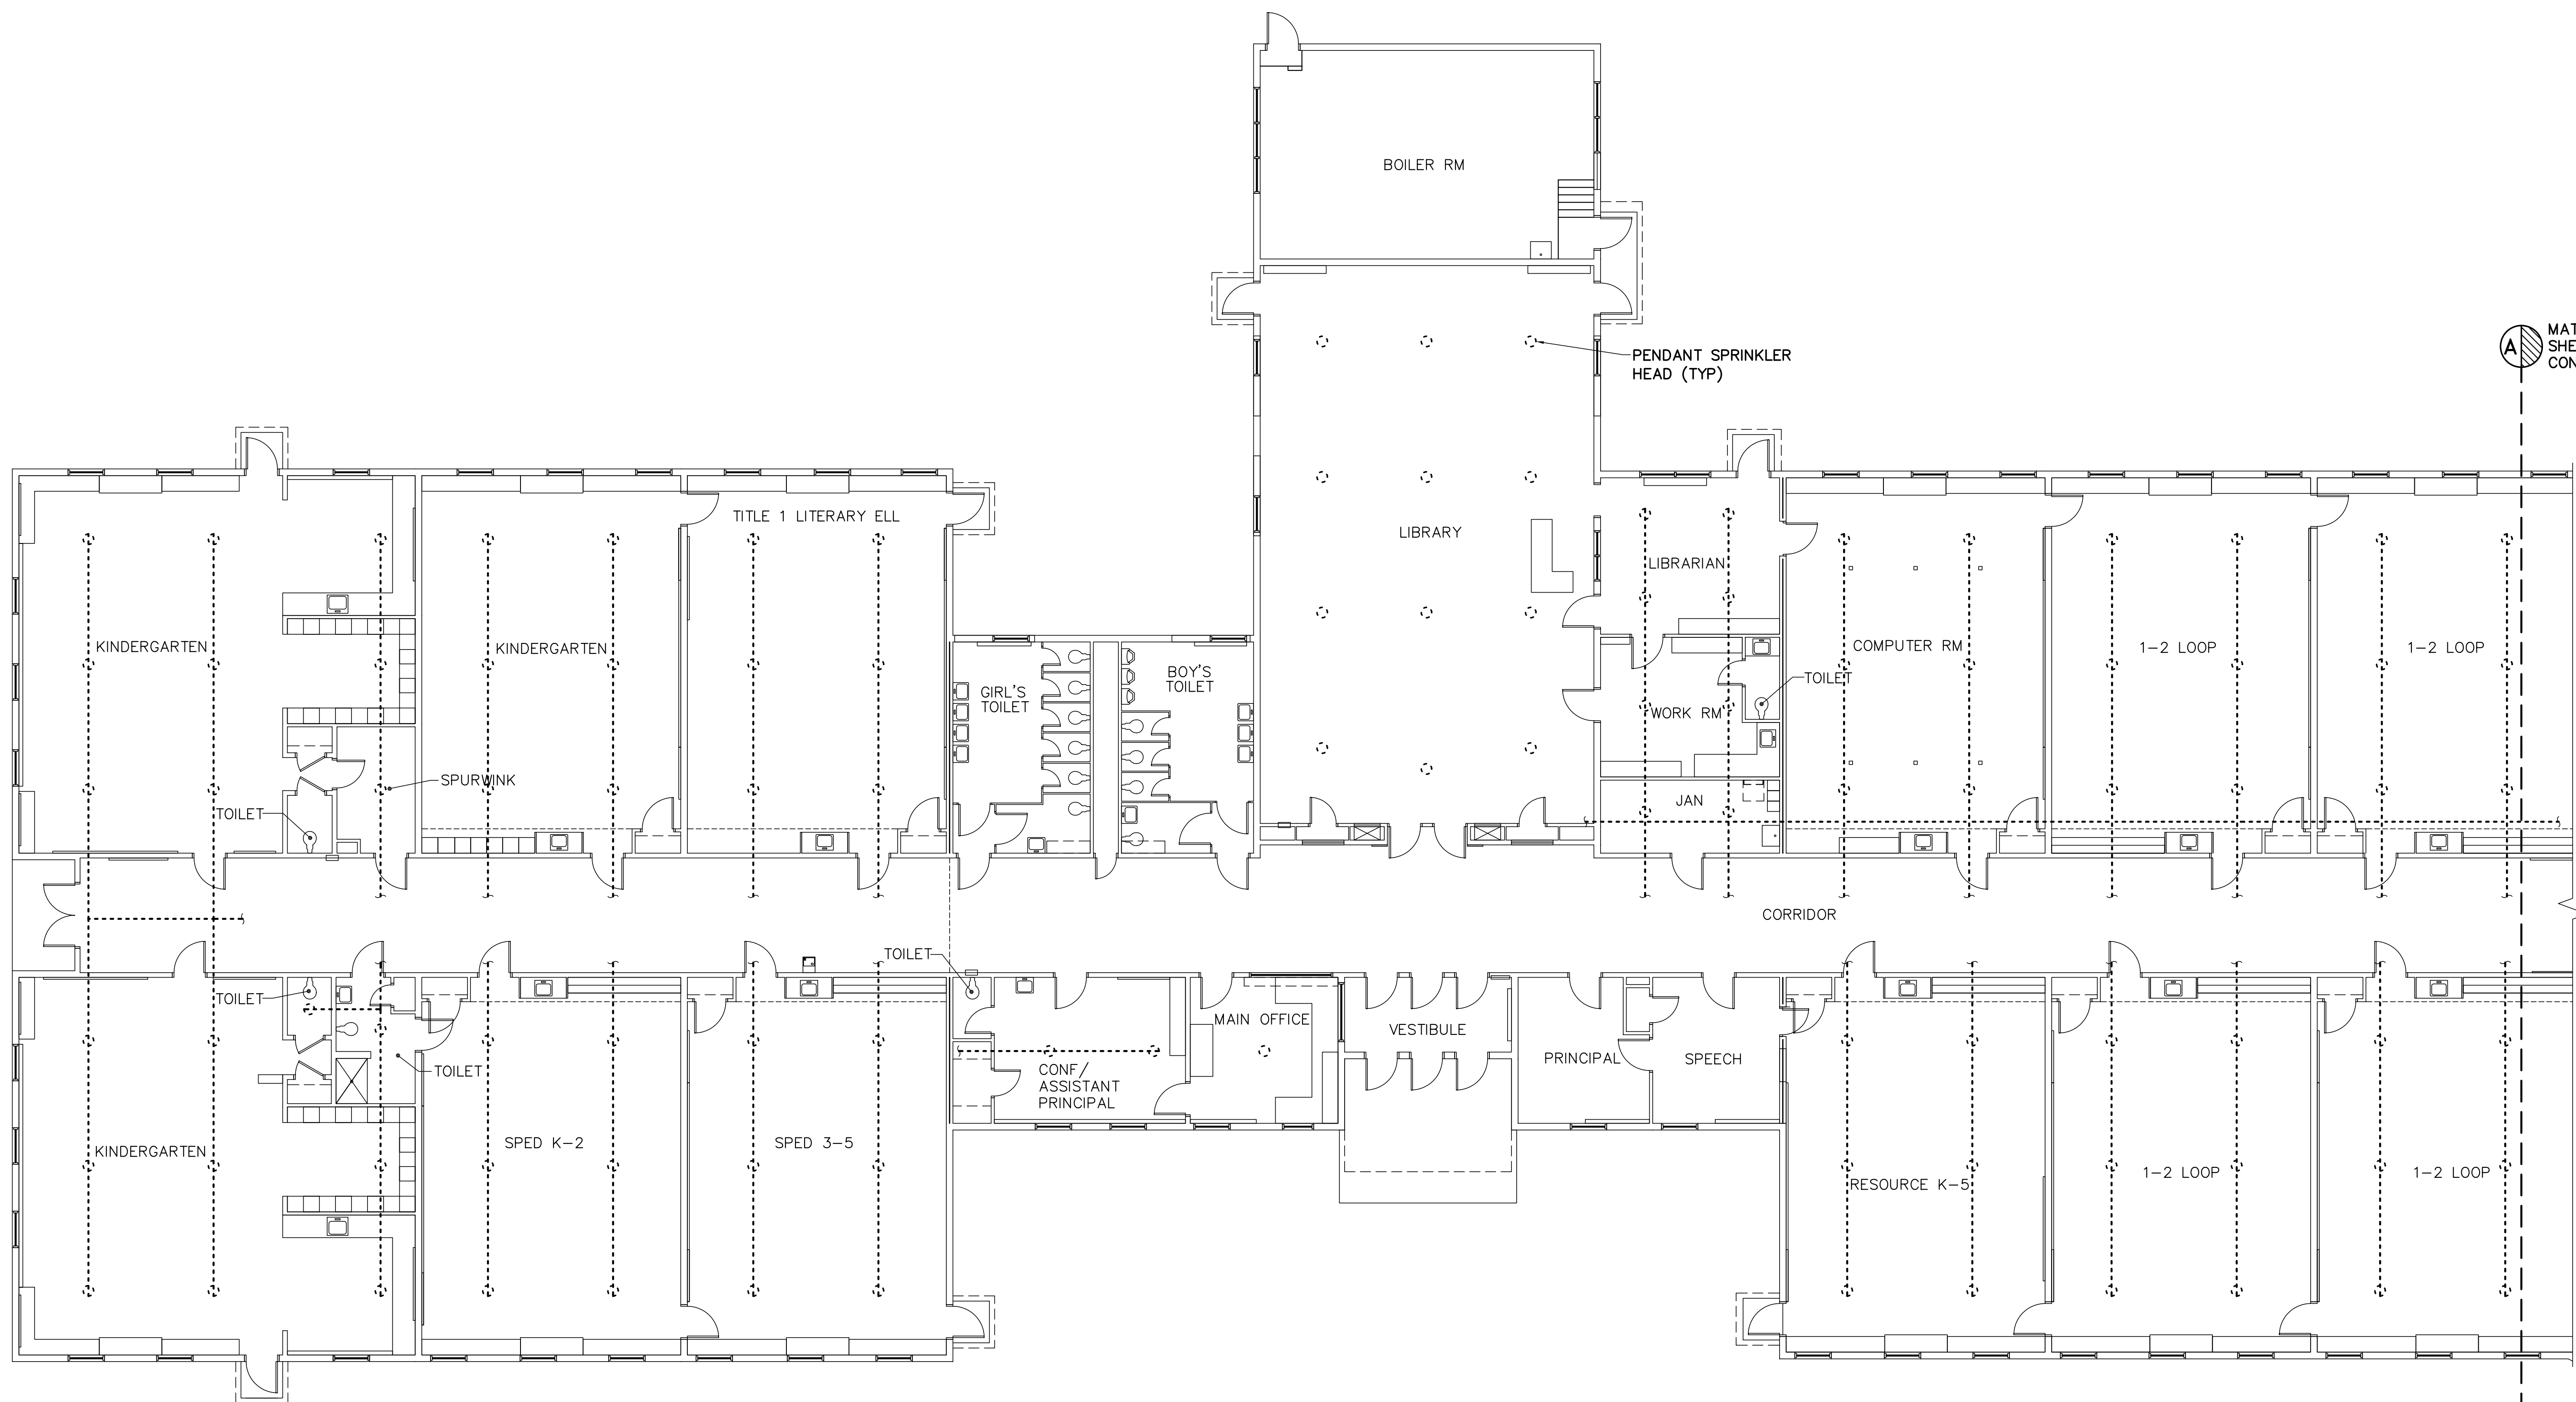 BOILER RM
A
MAT
SHE
CON
PENDANT SPRINKLER
HEAD (TYP)
TITLE 1 LITERARY ELL
LIBRARY
LIBRARIAN
KINDERGARTEN
KINDERGARTEN
COMPUTER RM
1-2 LOOP
1-2 LOOP
GIRL'S
TOILET
BOY'S
TOILET
TOILET
WORK RM
SPURWINK
TOILET
JAN
CORRIDOR
TOILET
TOILET
MAIN OFFICE
VESTIBULE
PRINCIPAL
SPEECH
TOILET
CONF/
ASSISTANT
PRINCIPAL
KINDERGARTEN
SPED K-2
SPED 3-5
RESOURCE K-5
1-2 LOOP
1-2 LOOP